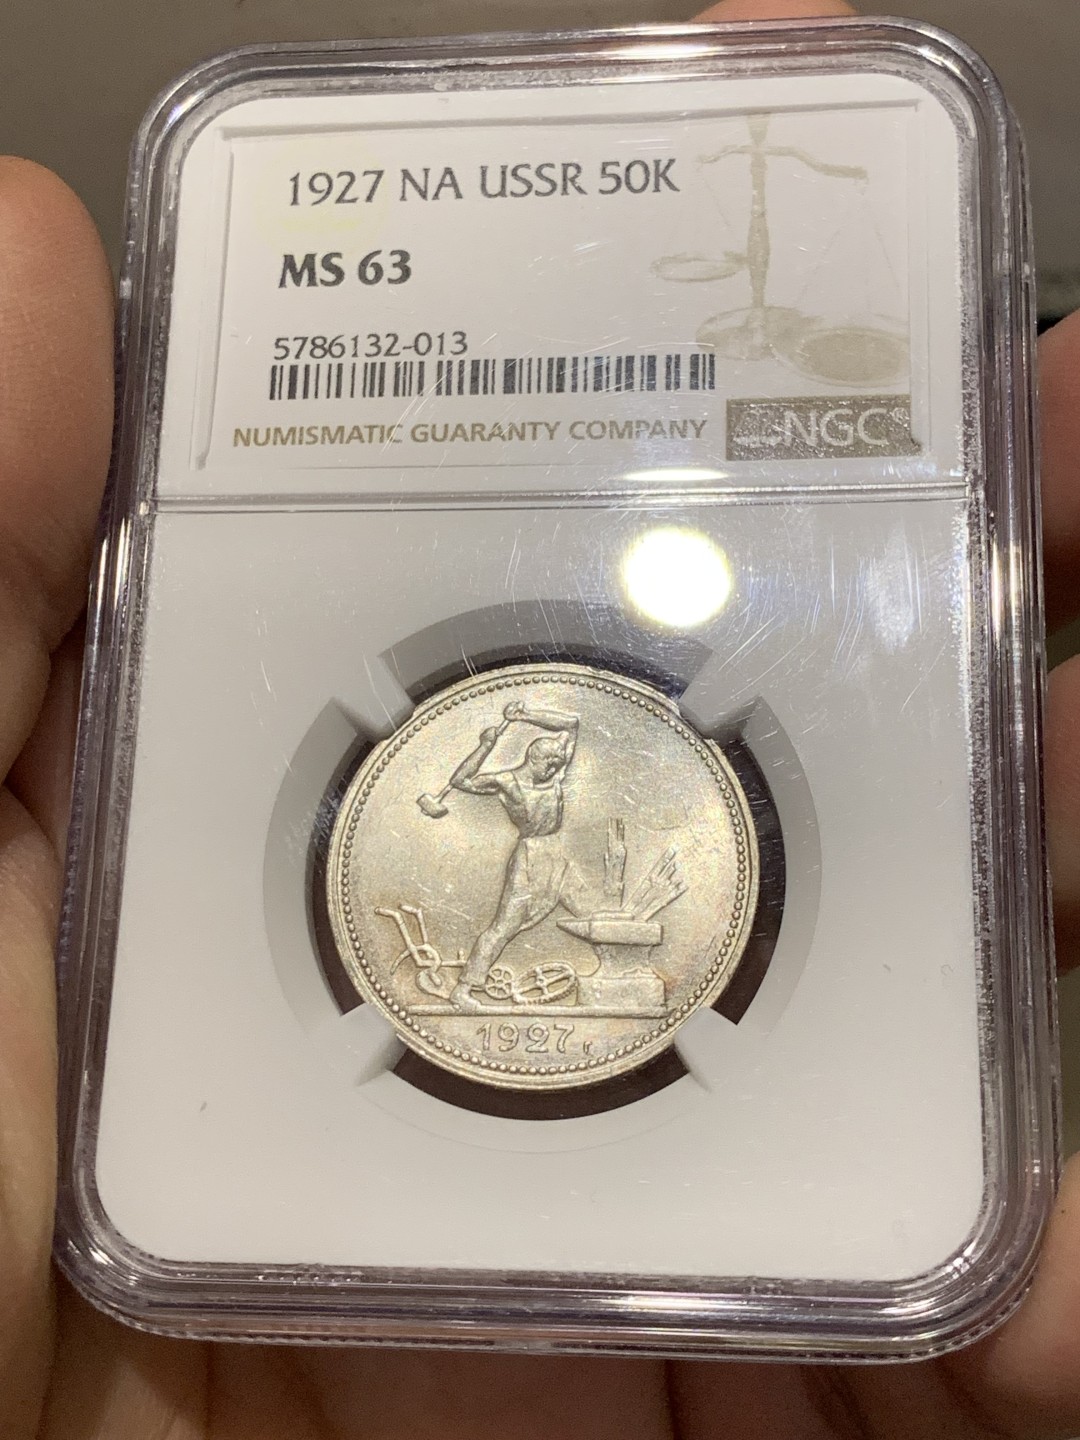 1927 NA USSR 50K
MS 63
5786132-013
NUMISMATIC GUARANTY COMPANY
NGC
1927 г